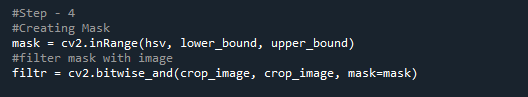 #Step - 4
#Creating Mask
mask = cv2.inRange(hsv, lower_bound, upper_bound)
#filter mask with image
filtr = cv2.bitwise_and(crop_image, crop_image, mask=mask)